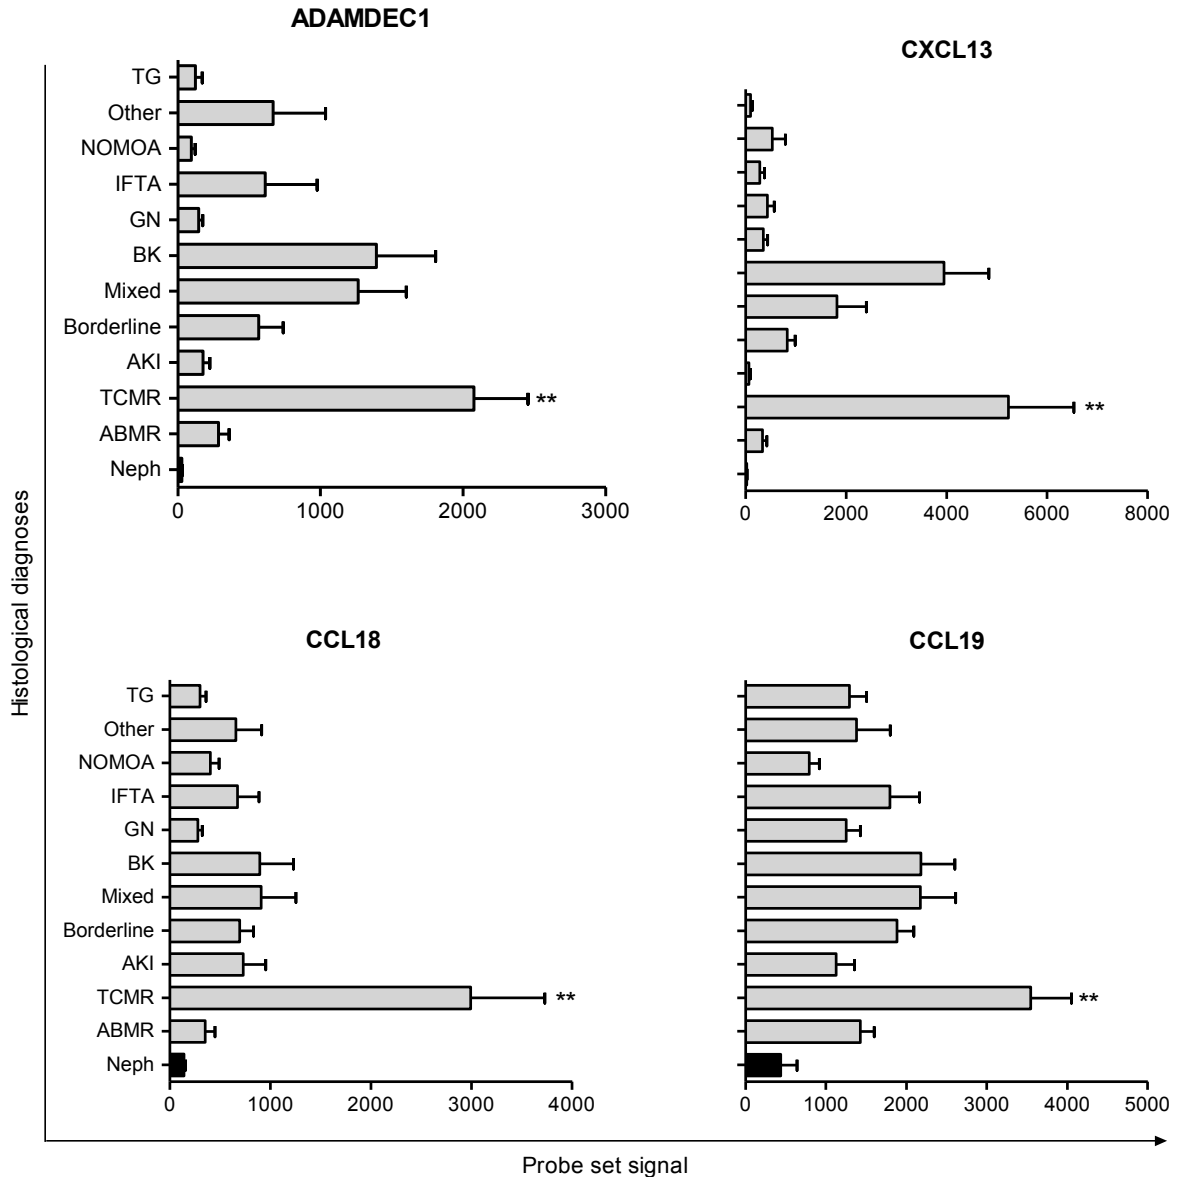 ADAMDEC1
TG
Other
NOMOA
IFTA
GN
BK
Mixed
Borderline
AKI
TCMR
**
ABMR
Neph
0 1000 2000 3000
CXCL13
**
0 2000 4000 6000 8000
Histological diagnoses
CCL18
TG
Other
NOMOA
IFTA
GN
BK
Mixed
Borderline
AKI
TCMR
**
ABMR
Neph
0 1000 2000 3000 4000
CCL19
**
0 1000 2000 3000 4000 5000
Probe set signal